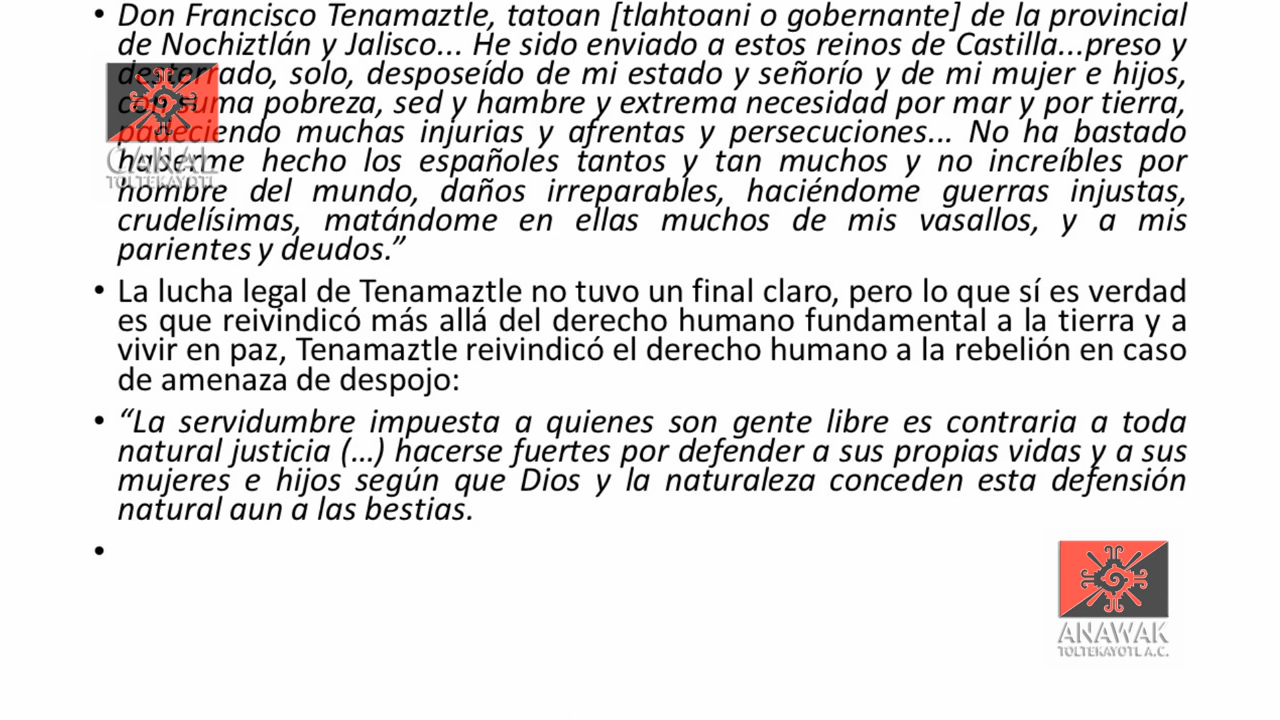 • Don Francisco Tenamaztle, tatoan [tlahtoani o gobernante] de la provincial
de Nochiztlán y Jalisco... He sido enviado a estos reinos de Castilla...preso y
desterrado, solo, desposeído de mi estado y señorío y de mi mujer e hijos,
con suma pobreza, sed y hambre y extrema necesidad por mar y por tierra,
padeciendo muchas injurias y afrentas y persecuciones... No ha bastado
haberme hecho los españoles tantos y tan muchos y no increíbles por
nombre del mundo, daños irreparables, haciéndome guerras injustas,
crudelísimas, matándome en ellas muchos de mis vasallos, y a mis
parientes y deudos.”
• La lucha legal de Tenamaztle no tuvo un final claro, pero lo que sí es verdad
es que reivindicó más allá del derecho humano fundamental a la tierra y a
vivir en paz, Tenamaztle reivindicó el derecho humano a la rebelión en caso
de amenaza de despojo:
• “La servidumbre impuesta a quienes son gente libre es contraria a toda
natural justicia (…) hacerse fuertes por defender a sus propias vidas y a sus
mujeres e hijos según que Dios y la naturaleza conceden esta defensión
natural aun a las bestias.
•
CANAL
TOLTEKAYOTL
ANAWAK
TOLTEKAYOTL A.C.